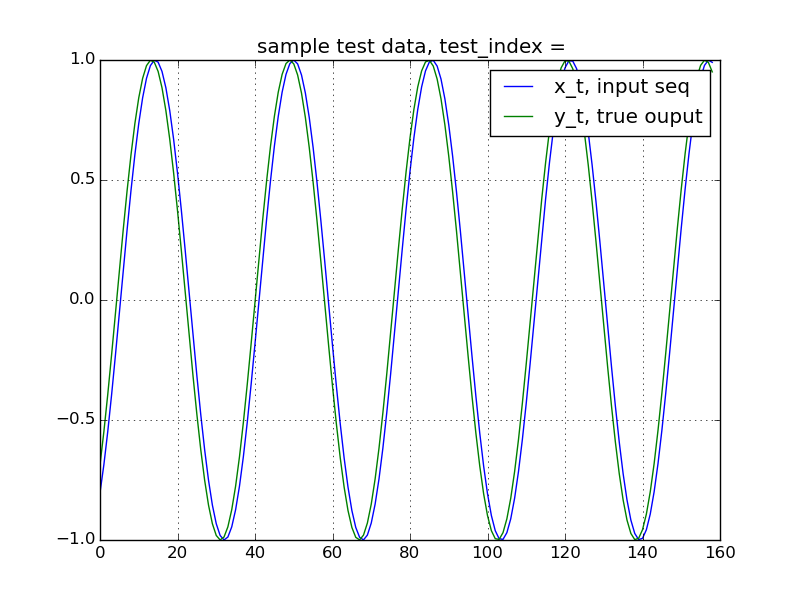 sample test data, test_index =
x_t, input seq
y_t, true ouput
1.0
0.5
0.0
−0.5
−1.0
0 20 40 60 80 100 120 140 160